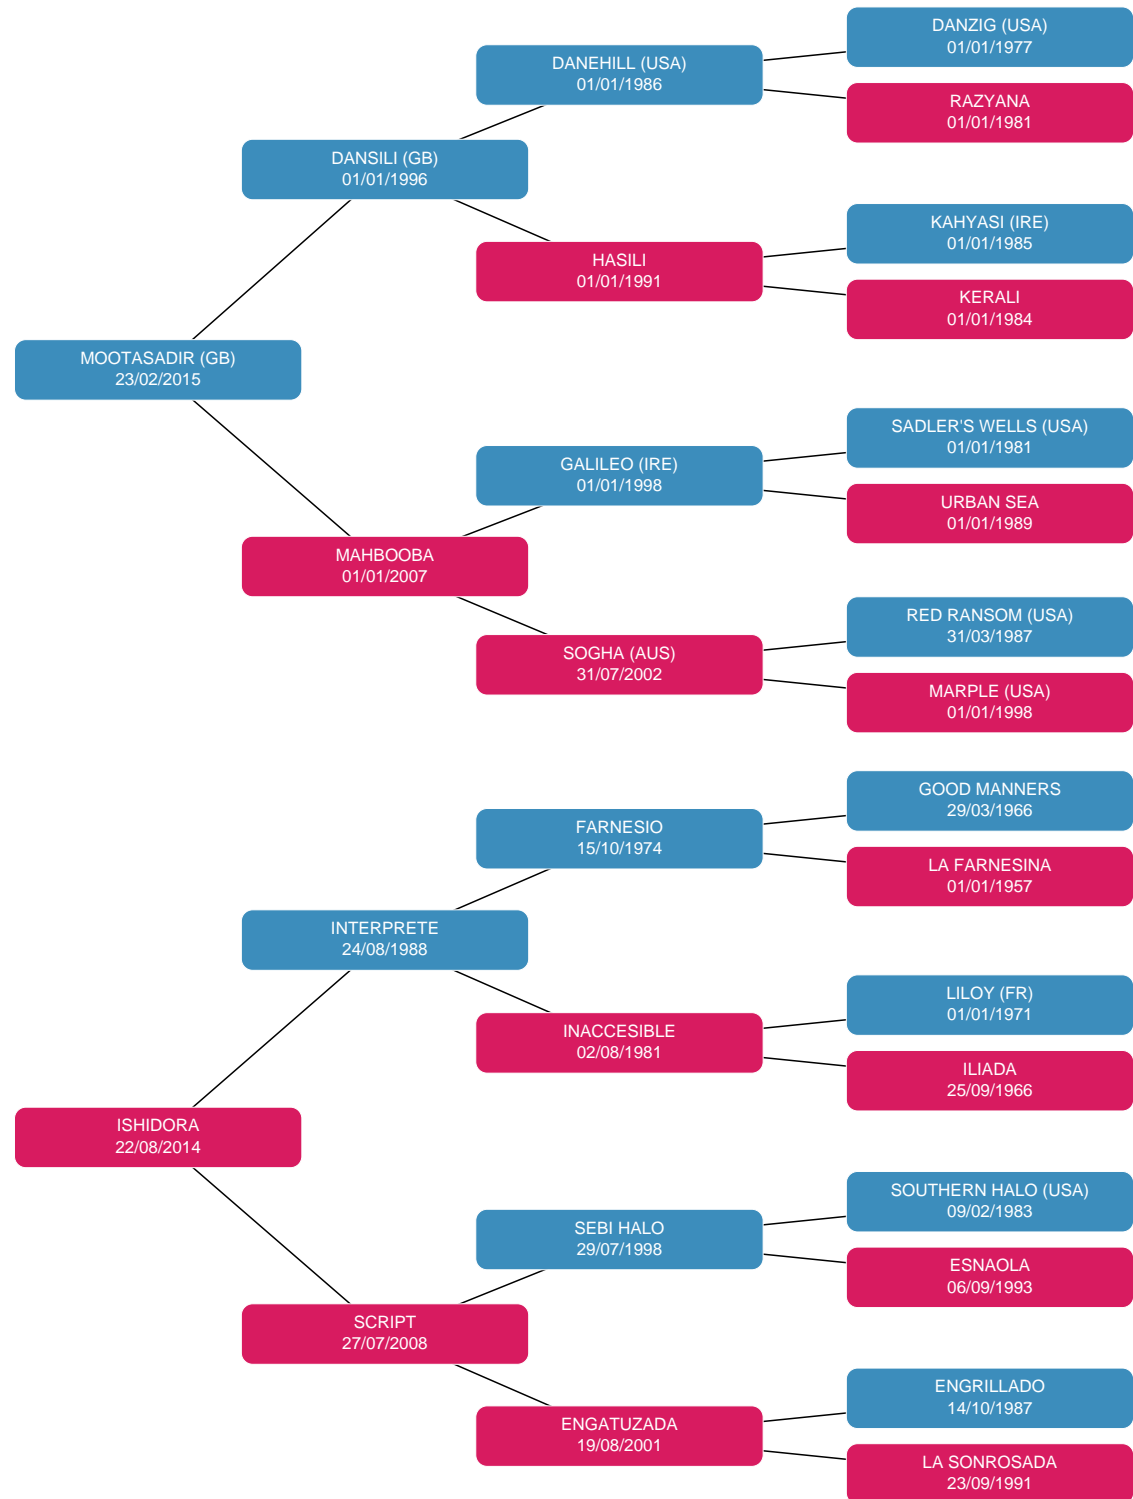 DANZIG (USA)
01/01/1977
DANEHILL (USA)
01/01/1986
RAZYANA
01/01/1981
DANSILI (GB)
01/01/1996
KAHYASI (IRE)
01/01/1985
HASILI
01/01/1991
KERALI
01/01/1984
MOOTASADIR (GB)
23/02/2015
SADLER'S WELLS (USA)
01/01/1981
GALILEO (IRE)
01/01/1998
URBAN SEA
01/01/1989
MAHBOOBA
01/01/2007
RED RANSOM (USA)
31/03/1987
SOGHA (AUS)
31/07/2002
MARPLE (USA)
01/01/1998
GOOD MANNERS
29/03/1966
FARNESIO
15/10/1974
LA FARNESINA
01/01/1957
INTERPRETE
24/08/1988
LILOY (FR)
01/01/1971
INACCESIBLE
02/08/1981
ILIADA
25/09/1966
ISHIDORA
22/08/2014
SOUTHERN HALO (USA)
09/02/1983
SEBI HALO
29/07/1998
ESNAOLA
06/09/1993
SCRIPT
27/07/2008
ENGRILLADO
14/10/1987
ENGATUZADA
19/08/2001
LA SONROSADA
23/09/1991